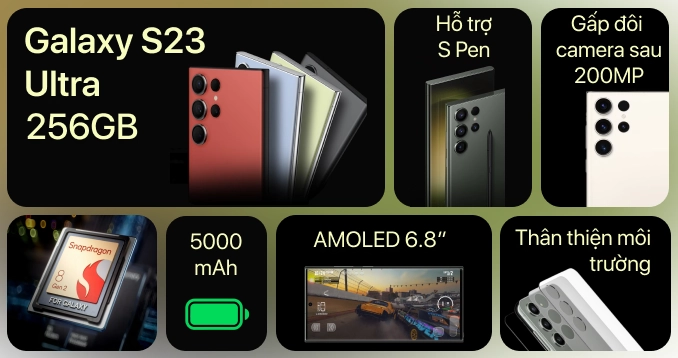 Galaxy S23
Ultra
256GB
Hỗ trợ
S Pen
Gấp đôi
camera sau
200MP
Snapdragon
8
Gen 2
FOR GALAXY
5000
mAh
AMOLED 6.8"
Thân thiện môi
trường